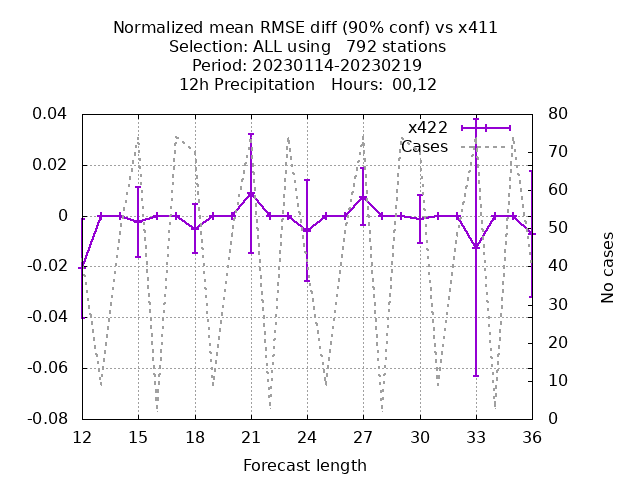 Normalized mean RMSE diff (90% conf) vs x411
Selection: ALL using   792 stations
Period: 20230114-20230219
12h Precipitation   Hours:  00,12
0.04
0.02
0
-0.02
-0.04
-0.06
-0.08
x422
Cases
80
70
60
50
40
30
20
10
0
No cases
12 15 18 21 24 27 30 33 36
Forecast length